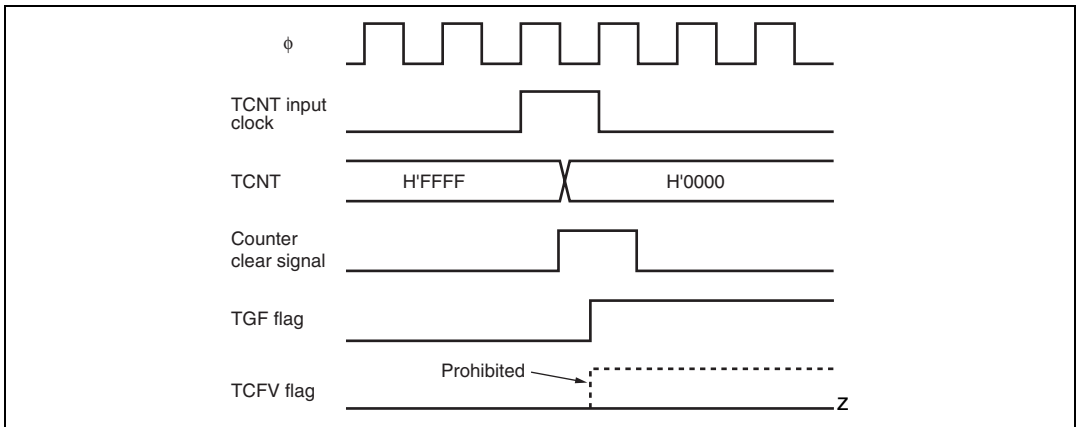 ϕ
TCNT input
clock
TCNT
H'FFFF
H'0000
Counter
clear signal
TGF flag
Prohibited
TCFV flag
z